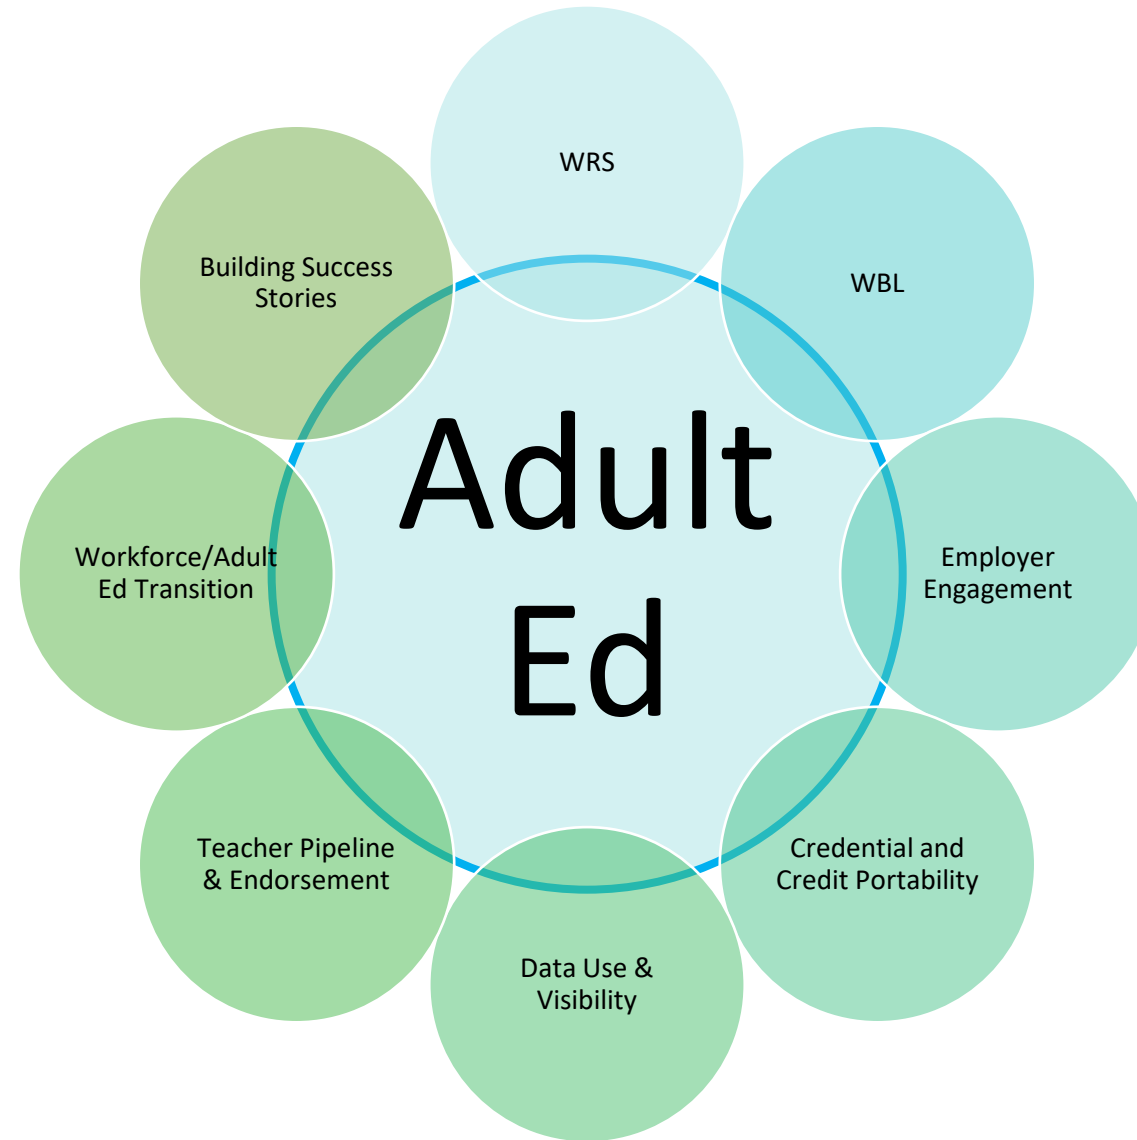 WRS
WBL
Employer
Engagement
Credential and
Credit Portability
Data Use &
Visibility
Teacher Pipeline
& Endorsement
Workforce/Adult
Ed Transition
Building Success
Stories
Adult
Ed